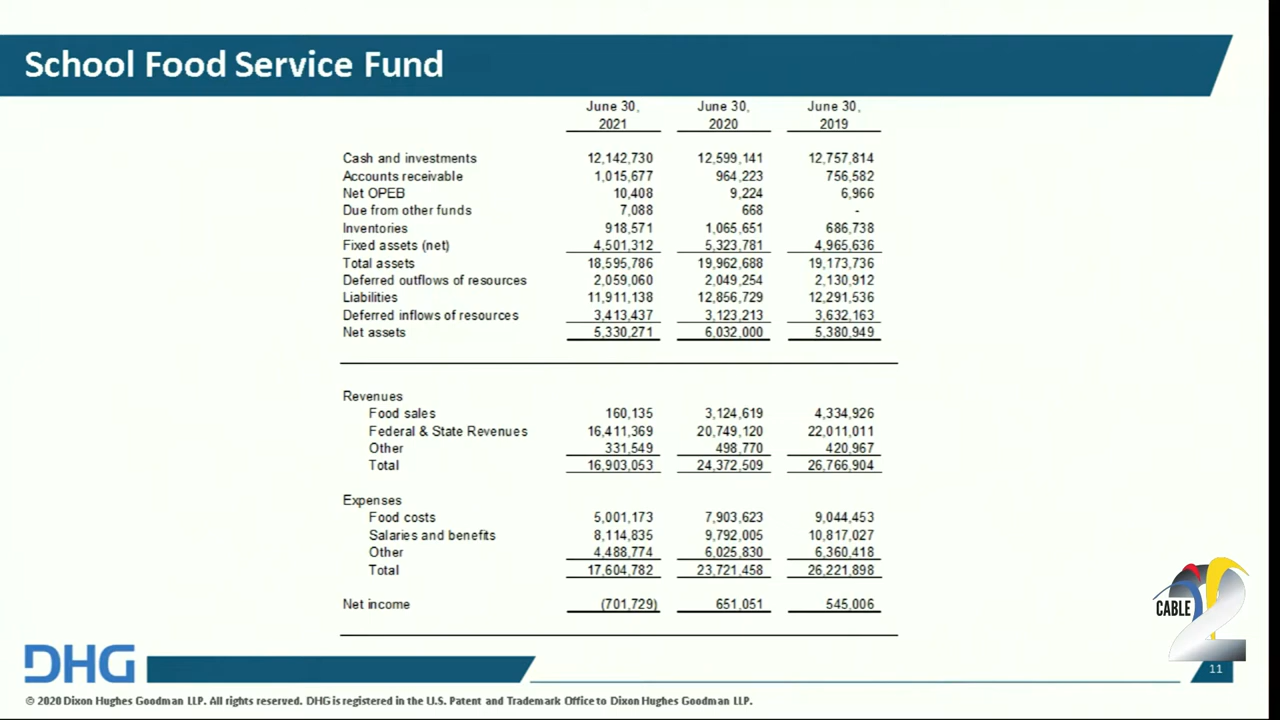 School Food Service Fund
June 30, June 30, June 30,
2021 2020 2019
Cash and investments 12,142,730 12,599,141 12,757,814
Accounts receivable 1,015,677 964,223 756,582
Net OPEB 10,408 9,224 6,966
Due from other funds 7,088 668 -
Inventories 918,571 1,065,651 686,738
Fixed assets (net) 4,501,312 5,323,781 4,965,636
Total assets 18,595,786 19,962,688 19,173,736
Deferred outflows of resources 2,059,060 2,049,254 2,130,912
Liabilities 11,911,138 12,856,729 12,291,536
Deferred inflows of resources 3,413,437 3,123,213 3,632,163
Net assets 5,330,271 6,032,000 5,380,949
Revenues
Food sales 160,135 3,124,619 4,334,926
Federal & State Revenues 16,411,369 20,749,120 22,011,011
Other 331,549 498,770 420,967
Total 16,903,053 24,372,509 26,766,904
Expenses
Food costs 5,001,173 7,903,623 9,044,453
Salaries and benefits 8,114,835 9,792,005 10,817,027
Other 4,488,774 6,025,830 6,360,418
Total 17,604,782 23,721,458 26,221,898
Net income (701,729) 651,051 545,006
CABLE 2
DHG
11
© 2020 Dixon Hughes Goodman LLP. All rights reserved. DHG is registered in the U.S. Patent and Trademark Office to Dixon Hughes Goodman LLP.